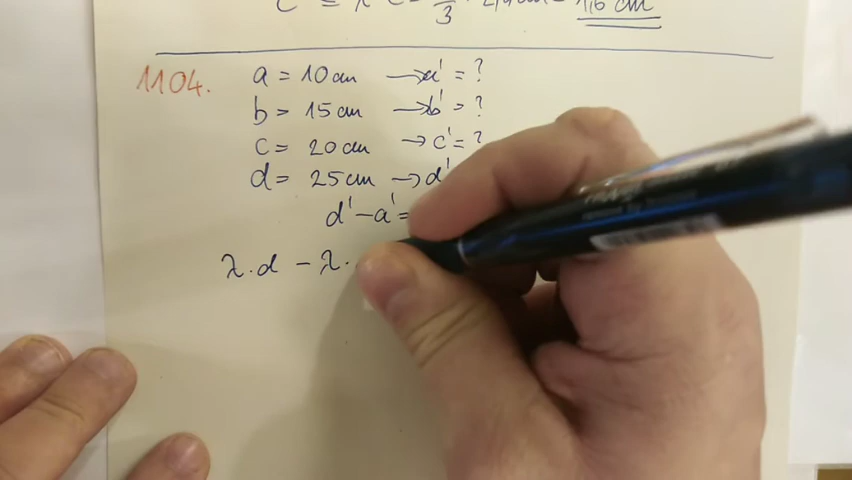 1104. a = 10 cm → a' = ?
b = 15 cm → b' = ?
c = 20 cm → c' = ?
d = 25 cm → d'
d' - a' =
λ · d - λ ·